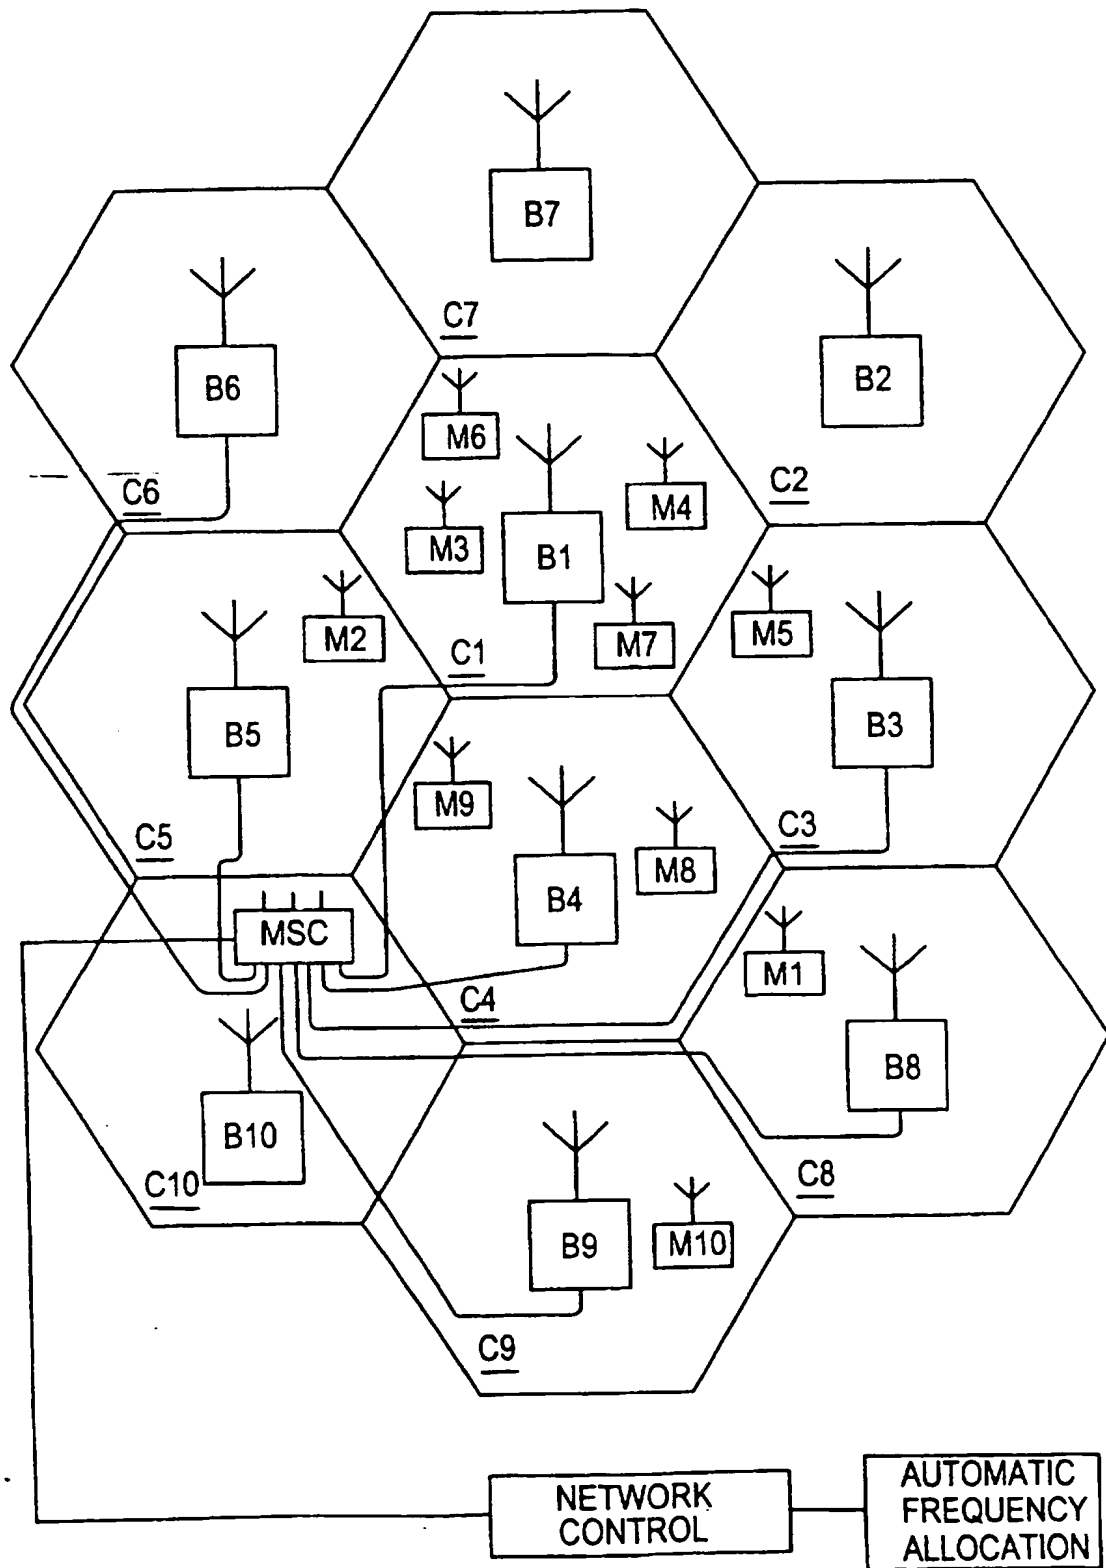 B7
C7
B6
B2
M6
C6
M4
C2
M3
B1
M2
M7
M5
C1
B5
B3
M9
C5
C3
M8
B4
MSC
M1
C4
B8
B10
C10
C8
B9
M10
C9
NETWORK
CONTROL
AUTOMATIC
FREQUENCY
ALLOCATION